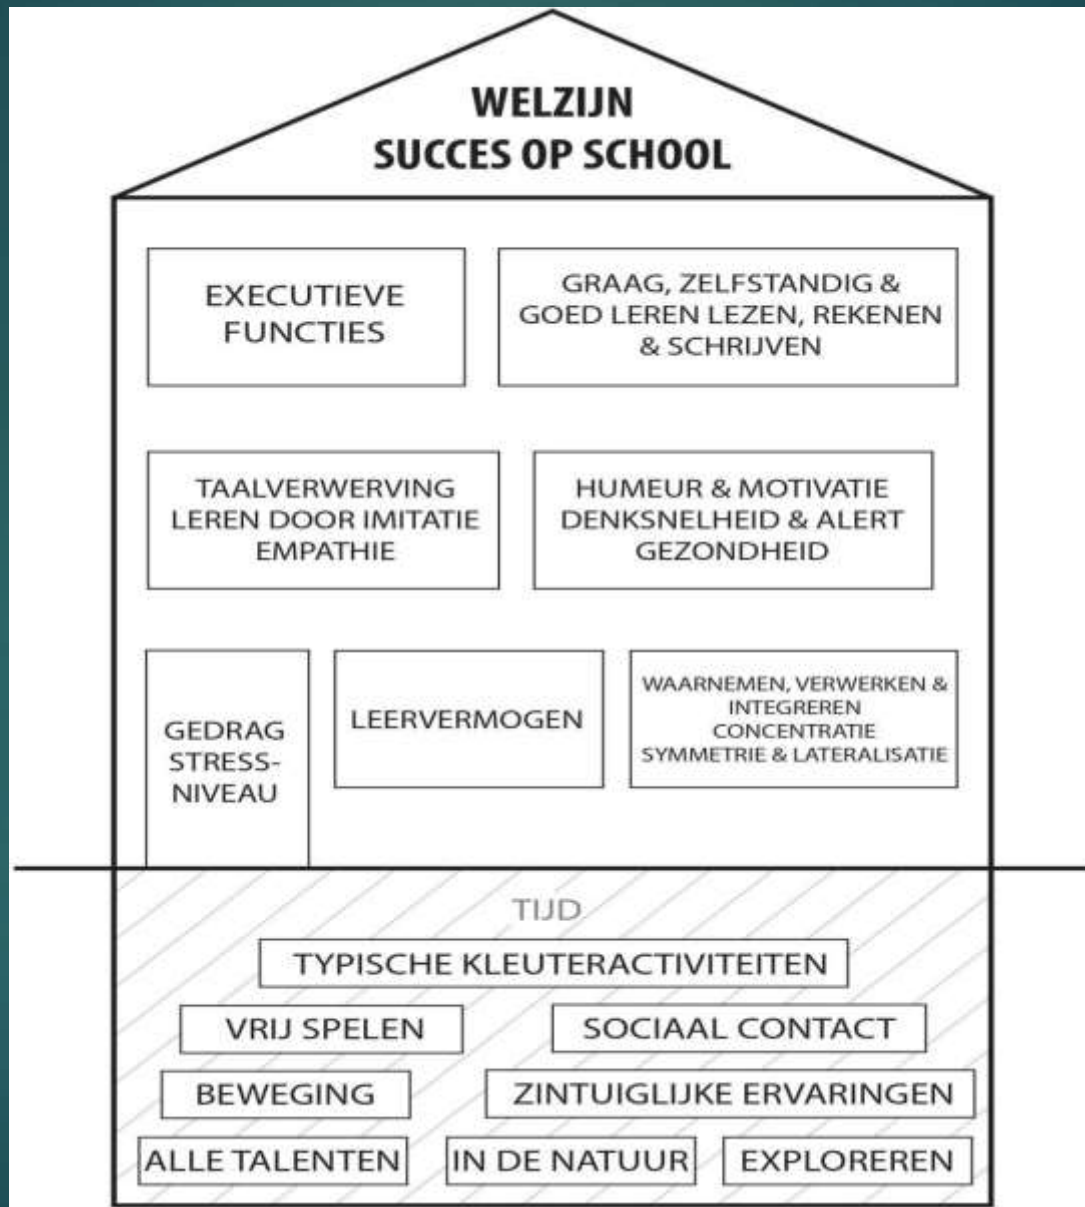 WELZIJN
SUCCES OP SCHOOL
EXECUTIEVE
FUNCTIES
GRAAG, ZELFSTANDIG &
GOED LEREN LEZEN, REKENEN
& SCHRIJVEN
TAALVERWERVING
LEREN DOOR IMITATIE
EMPATHIE
HUMEUR & MOTIVATIE
DENKSNELHEID & ALERT
GEZONDHEID
GEDRAG
STRESS-
NIVEAU
LEERVERMOGEN
WAARNEMEN, VERWERKEN &
INTEGREREN
CONCENTRATIE
SYMMETRIE & LATERALISATIE
TIJD
TYPISCHE KLEUTERACTIVITEITEN
VRIJ SPELEN
SOCIAAL CONTACT
BEWEGING
ZINTUIGLIJKE ERVARINGEN
ALLE TALENTEN
IN DE NATUUR
EXPLOREREN